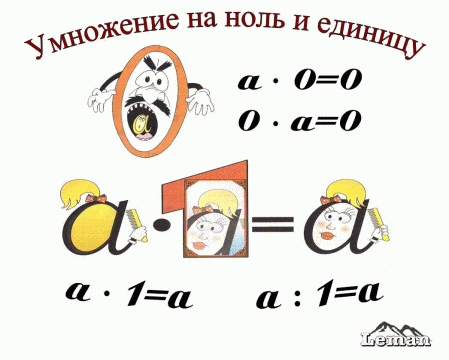 Умножение на ноль и единицу
a · 0=0
0 · a=0
a
a · 1 a = a
a · 1=a a : 1=a
Leman